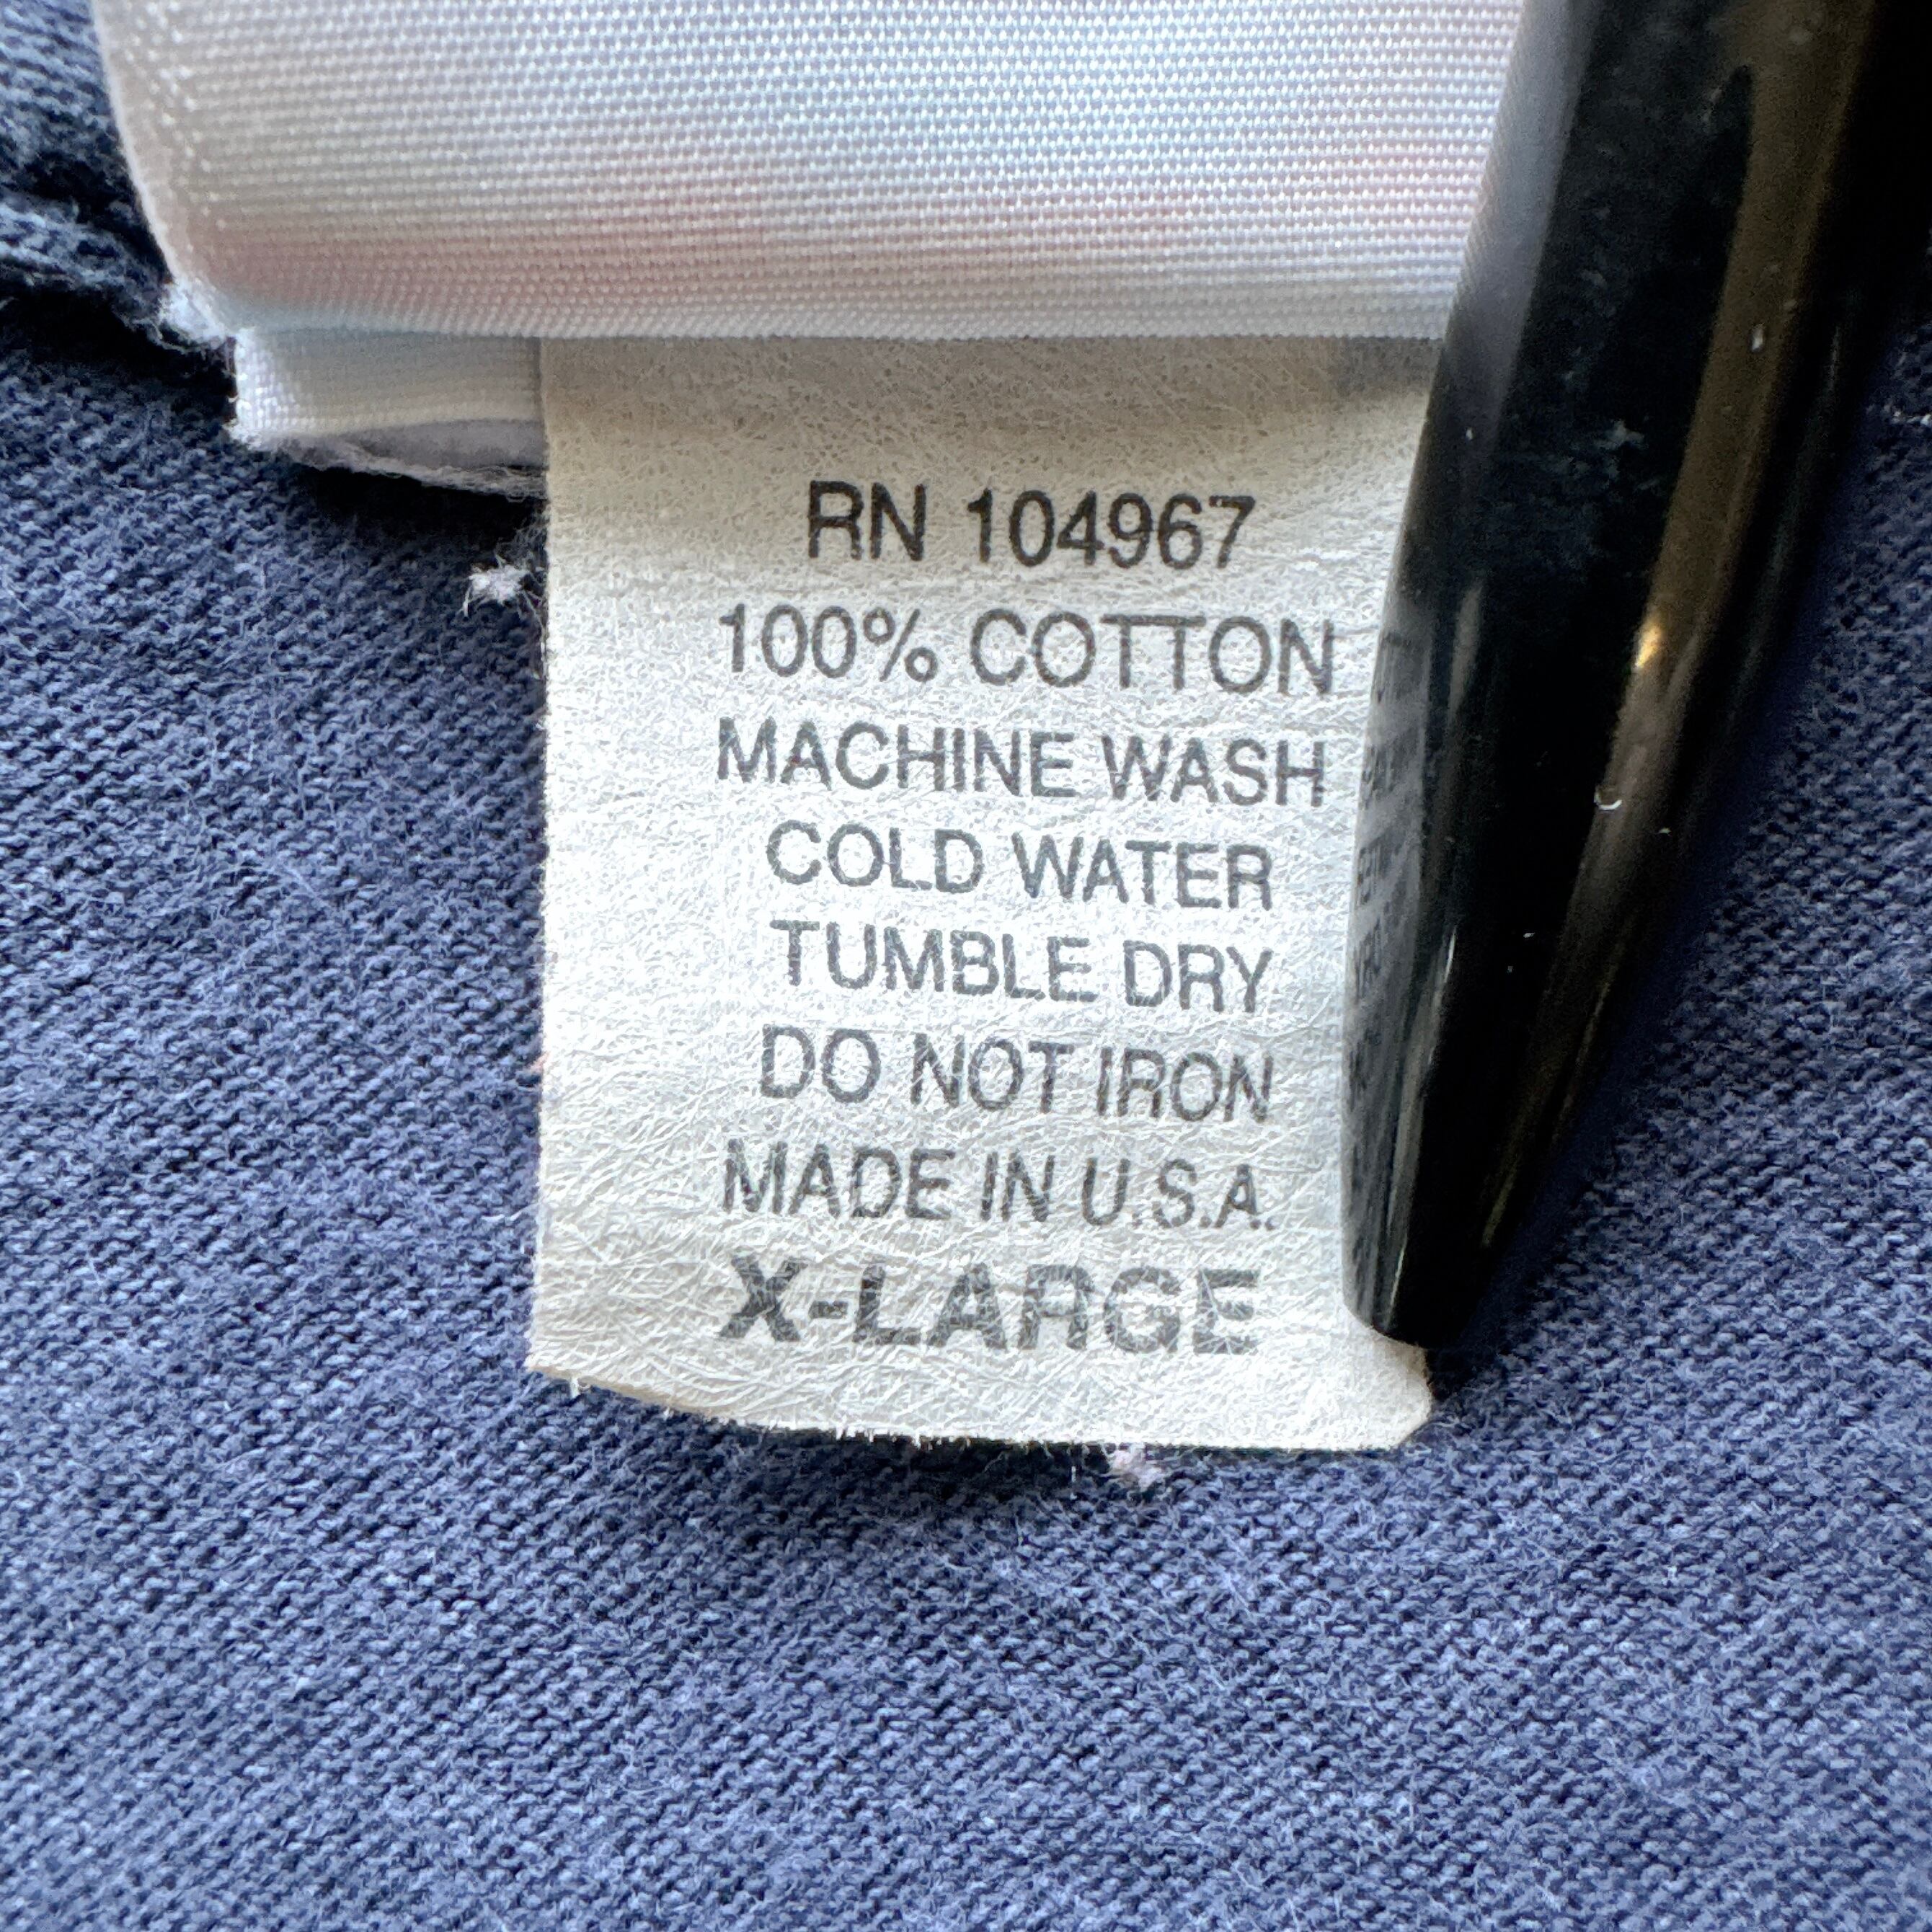 RN 104967
100% COTTON
MACHINE WASH
COLD WATER
TUMBLE DRY
DO NOT IRON
MADE IN U.S.A.
X-LARGE